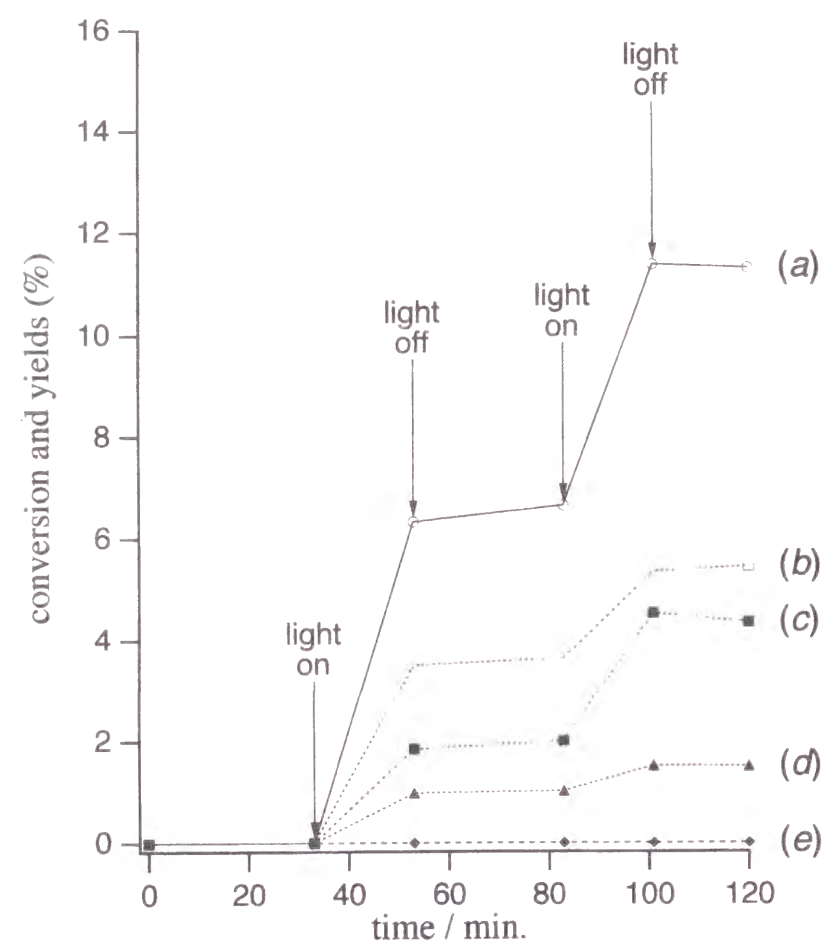 16
light
off
14
12
(a)
light
off
light
on
10
8
conversion and yields (%)
6
(b)
(c)
light
on
4
2
(d)
0
(e)
0 20 40 60 80 100 120
time / min.